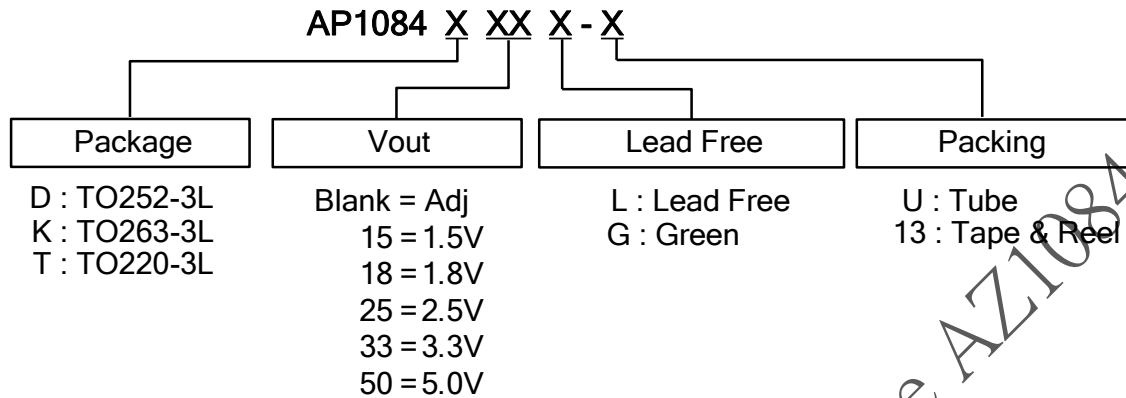 AP1084 X XX X - X
Package
Vout
Lead Free
Packing
D : TO252-3L
K : TO263-3L
T : TO220-3L
Blank = Adj
15 = 1.5V
18 = 1.8V
25 = 2.5V
33 = 3.3V
50 = 5.0V
L : Lead Free
G : Green
U : Tube
13 : Tape & Reel
AZ1084